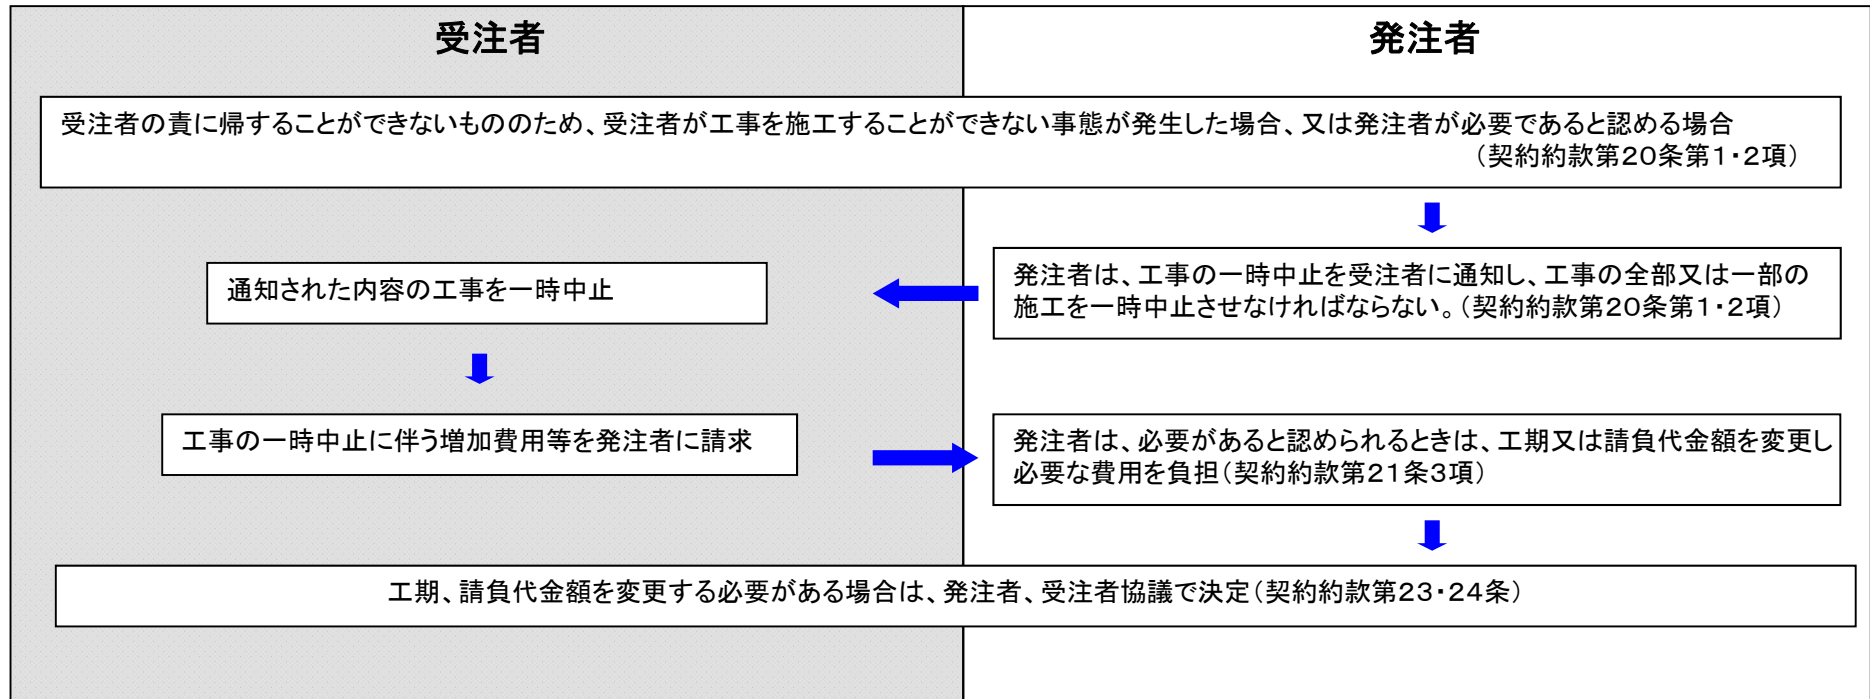 受注者
発注者
受注者の責に帰することができないもののため、受注者が工事を施工することができない事態が発生した場合、又は発注者が必要であると認める場合
（契約約款第２０条第１・２項）
発注者は、工事の一時中止を受注者に通知し、工事の全部又は一部の
施工を一時中止させなければならない。（契約約款第２０条第１・２項）
通知された内容の工事を一時中止
工事の一時中止に伴う増加費用等を発注者に請求
発注者は、必要があると認められるときは、工期又は請負代金額を変更し
必要な費用を負担（契約約款第２１条３項）
工期、請負代金額を変更する必要がある場合は、発注者、受注者協議で決定（契約約款第２３・２４条）